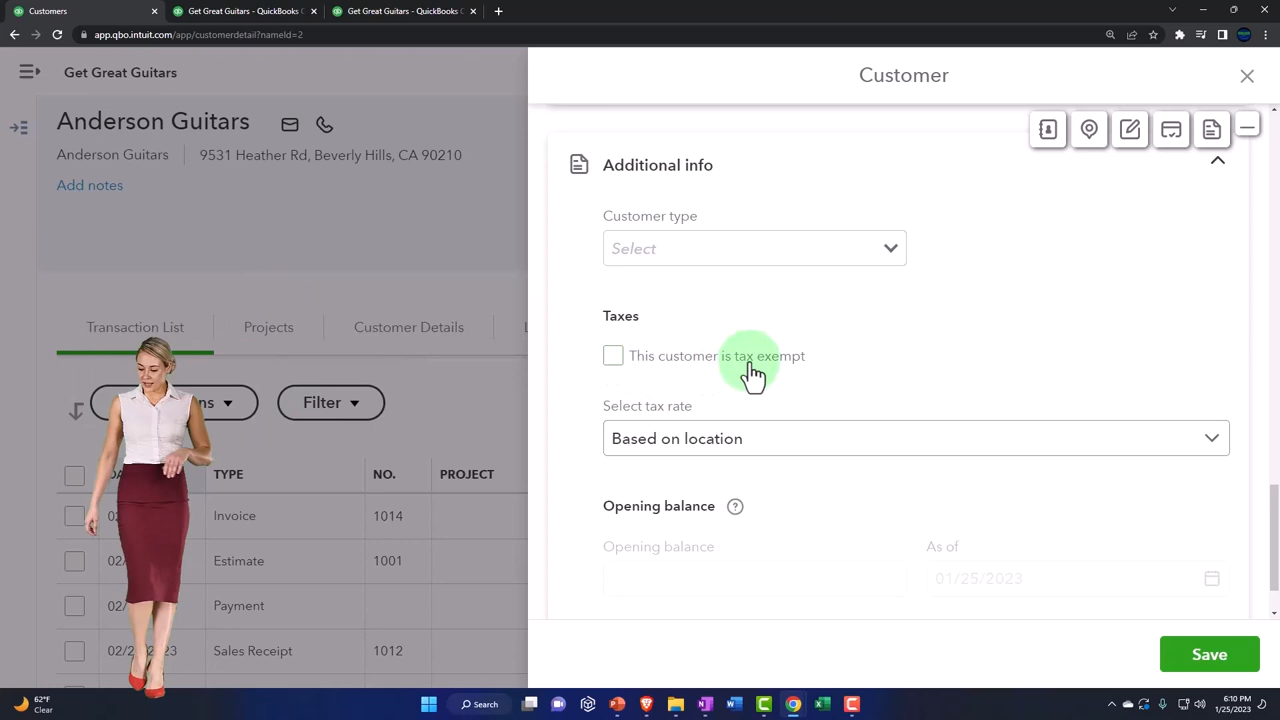 Customers
Get Great Guitars - QuickBooks
Get Great Guitars - QuickBooks
app.qbo.intuit.com/app/customerdetail?nameId=2
Get Great Guitars
Customer
Anderson Guitars
Anderson Guitars
9531 Heather Rd, Beverly Hills, CA 90210
Add notes
Additional info
Customer type
Select
Taxes
This customer is tax exempt
Select tax rate
Based on location
Opening balance
Opening balance
As of
01/25/2023
Save
Transaction List
Projects
Customer Details
Filter
TYPE
NO.
PROJECT
Invoice
1014
Estimate
1001
Payment
Sales Receipt
1012
62°F
Clear
Search
6:10 PM
1/25/2023